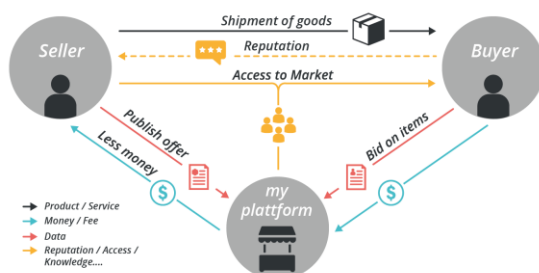 Shipment of goods
Seller
Reputation
Buyer
Access to Market
Publish offer
Less money
Bid on items
$
$
my
plattform
Product / Service
Money / Fee
Data
Reputation / Access /
Knowledge....